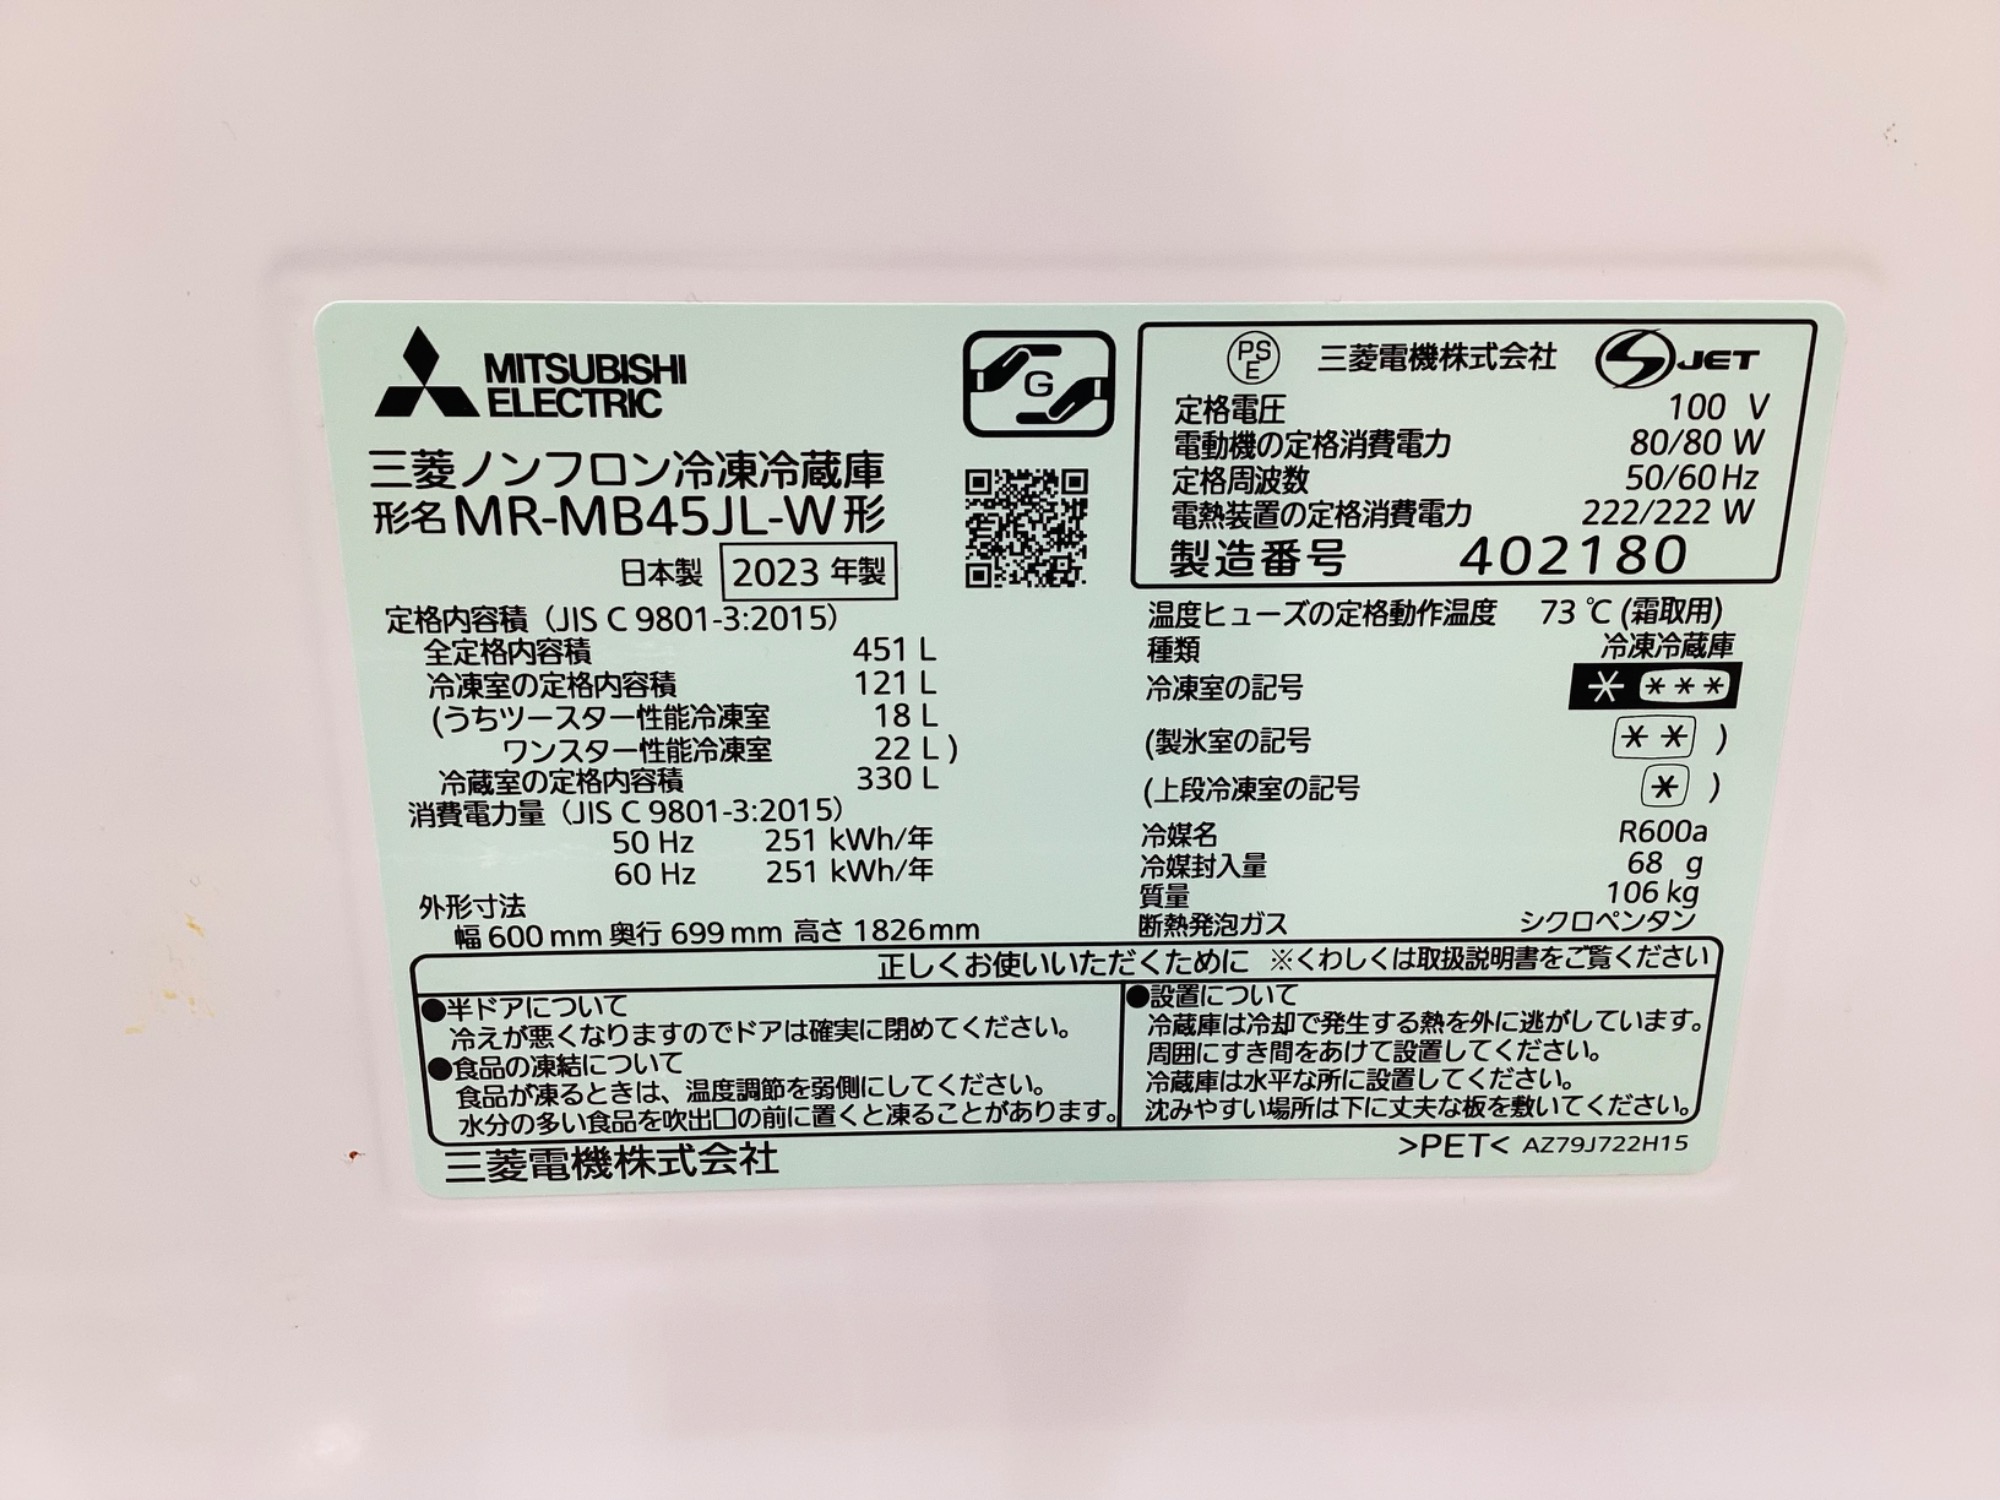 MITSUBISHI
ELECTRIC
三菱ノンフロン冷凍冷蔵庫
形名 MR-MB45JL-W形
日本製 2023 年製
定格内容積（JIS C 9801-3:2015）
全定格内容積 451 L
冷凍室の定格内容積 121 L
(うちツースター性能冷凍室 18 L
ワンスター性能冷凍室 22 L )
冷蔵室の定格内容積 330 L
消費電力量（JIS C 9801-3:2015）
50 Hz 251 kWh/年
60 Hz 251 kWh/年
外形寸法
幅 600 mm 奥行 699 mm 高さ 1826 mm
G
PS
E
三菱電機株式会社 S JET
定格電圧 100 V
電動機の定格消費電力 80/80 W
定格周波数 50/60 Hz
電熱装置の定格消費電力 222/222 W
製造番号 402180
温度ヒューズの定格動作温度 73 ℃ (霜取用)
種類 冷凍冷蔵庫
冷凍室の記号 * ***
(製氷室の記号 ** )
(上段冷凍室の記号 * )
冷媒名 R600a
冷媒封入量 68 g
質量 106 kg
断熱発泡ガス シクロペンタン
正しくお使いいただくために ※くわしくは取扱説明書をご覧ください
●半ドアについて
冷えが悪くなりますのでドアは確実に閉めてください。
●食品の凍結について
食品が凍るときは、温度調節を弱側にしてください。
水分の多い食品を吹出口の前に置くと凍ることがあります。
●設置について
冷蔵庫は冷却で発生する熱を外に逃がしています。
周囲にすき間をあけて設置してください。
冷蔵庫は水平な所に設置してください。
沈みやすい場所は下に丈夫な板を敷いてください。
三菱電機株式会社
>PET< AZ79J722H15